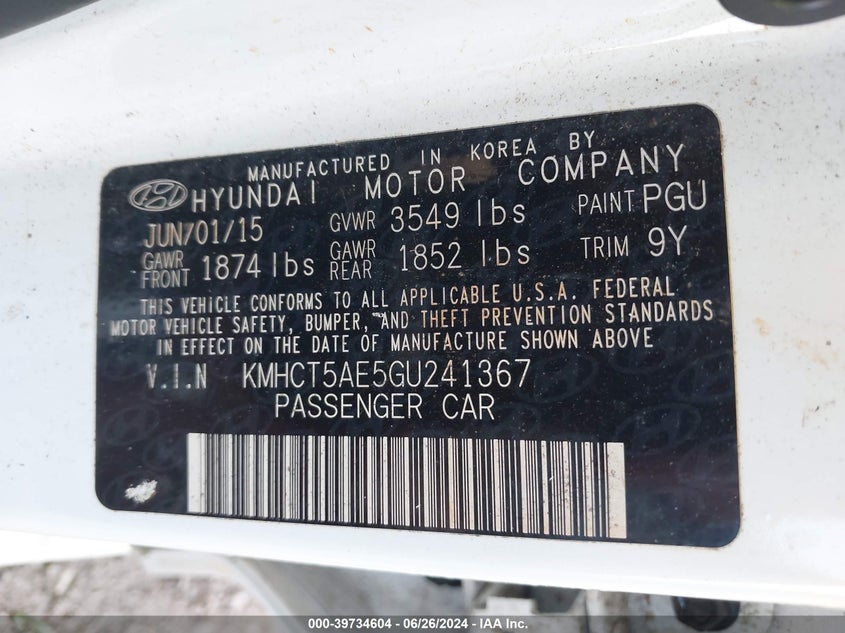 MANUFACTURED IN KOREA BY
HYUNDAI MOTOR COMPANY
JUN/01/15 GVWR 3549 lbs PAINT PGU
GAWR FRONT 1874 lbs GAWR REAR 1852 lbs TRIM 9Y
THIS VEHICLE CONFORMS TO ALL APPLICABLE U.S.A. FEDERAL
MOTOR VEHICLE SAFETY, BUMPER, AND THEFT PREVENTION STANDARDS
IN EFFECT ON THE DATE OF MANUFACTURE SHOWN ABOVE
V.I.N KMHCT5AE5GU241367
PASSENGER CAR
000-39734604 / 06/26/2024 - IAA Inc.